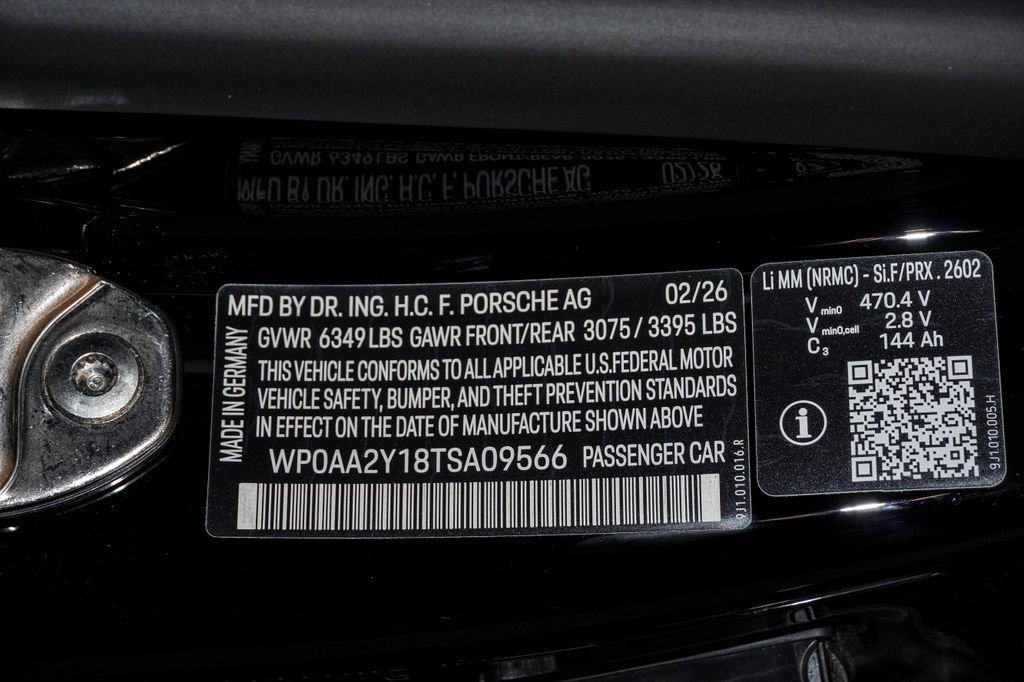 MFD BY DR. ING. H.C. F. PORSCHE AG 02/26
GVWR 6349 LBS GAWR FRONT/REAR 3075 / 3395 LBS
THIS VEHICLE CONFORMS TO ALL APPLICABLE U.S.FEDERAL MOTOR
VEHICLE SAFETY, BUMPER, AND THEFT PREVENTION STANDARDS
IN EFFECT ON THE DATE OF MANUFACTURE SHOWN ABOVE
WP0AA2Y18TSA09566 PASSENGER CAR
MADE IN GERMANY
9J1.010.016.R
Li MM (NRMC) - Si.F/PRX . 2602
V min0 470.4 V
V min0,cell 2.8 V
C 3 144 Ah
i
9J1.010.005.H